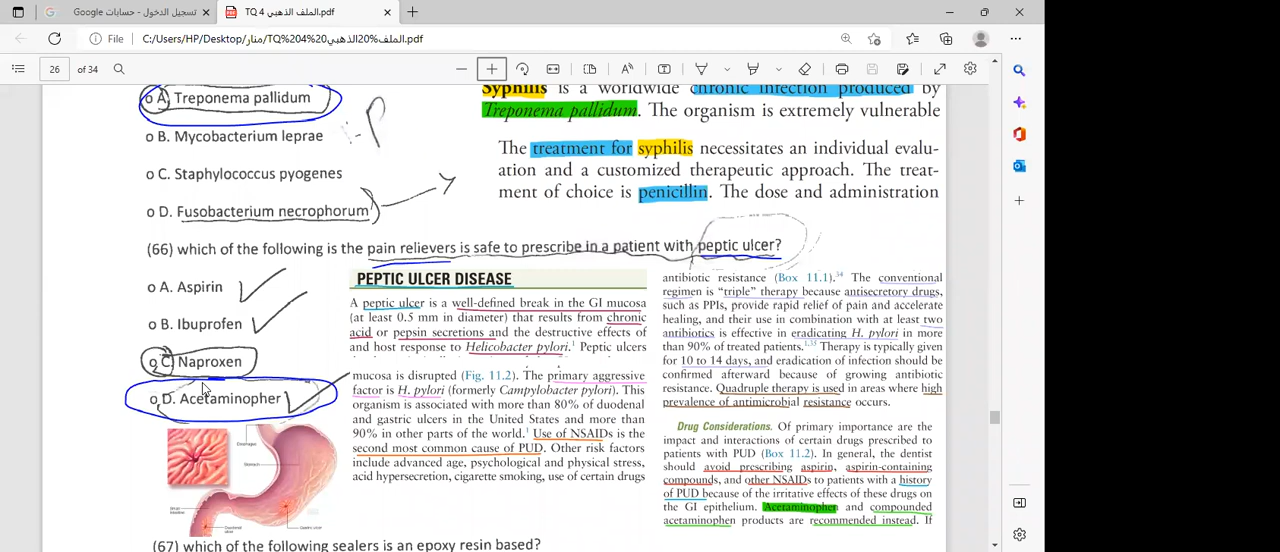 تسجيل الدخول - حسابات Google
الملف الذهبي TQ 4.pdf
File
C:/Users/HP/Desktop/منار/TQ%204%20الملف%20الذهبي.pdf
26 of 34
A. Treponema pallidum
o B. Mycobacterium leprae
o C. Staphylococcus pyogenes
o D. Fusobacterium necrophorum
Syphilis is a worldwide chronic infection produced by
Treponema pallidum. The organism is extremely vulnerable
The treatment for syphilis necessitates an individual evalu-
ation and a customized therapeutic approach. The treat-
ment of choice is penicillin. The dose and administration
(66) which of the following is the pain relievers is safe to prescribe in a patient with peptic ulcer?
o A. Aspirin
o B. Ibuprofen
o C. Naproxen
o D. Acetaminopher
PEPTIC ULCER DISEASE
A peptic ulcer is a well-defined break in the GI mucosa
(at least 0.5 mm in diameter) that results from chronic
acid or pepsin secretions and the destructive effects of
and host response to Helicobacter pylori.¹ Peptic ulcers
mucosa is disrupted (Fig. 11.2). The primary aggressive
factor is H. pylori (formerly Campylobacter pylori). This
organism is associated with more than 80% of duodenal
and gastric ulcers in the United States and more than
90% in other parts of the world.¹ Use of NSAIDs is the
second most common cause of PUD. Other risk factors
include advanced age, psychological and physical stress,
acid hypersecretion, cigarette smoking, use of certain drugs
antibiotic resistance (Box 11.1).³⁴ The conventional
regimen is "triple" therapy because antisecretory drugs,
such as PPIs, provide rapid relief of pain and accelerate
healing, and their use in combination with at least two
antibiotics is effective in eradicating H. pylori in more
than 90% of treated patients.¹,³⁵ Therapy is typically given
for 10 to 14 days, and eradication of infection should be
confirmed afterward because of growing antibiotic
resistance. Quadruple therapy is used in areas where high
prevalence of antimicrobial resistance occurs.
Drug Considerations. Of primary importance are the
impact and interactions of certain drugs prescribed to
patients with PUD (Box 11.2). In general, the dentist
should avoid prescribing aspirin, aspirin-containing
compounds, and other NSAIDs to patients with a history
of PUD because of the irritative effects of these drugs on
the GI epithelium. Acetaminophen and compounded
acetaminophen products are recommended instead. If
Esophagus
Stomach
Duodenal
ulcer
Gastric ulcer
(67) which of the following sealers is an epoxy resin based?